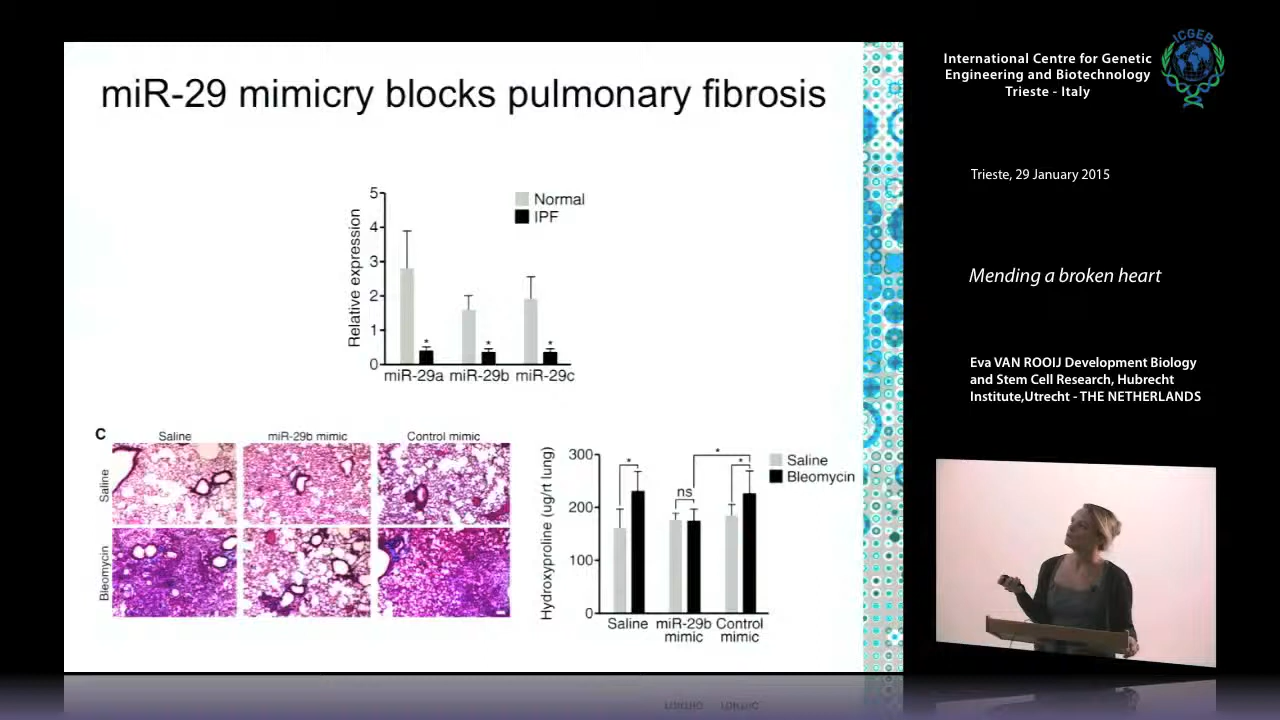 miR-29 mimicry blocks pulmonary fibrosis
5
4
3
2
1
0
Relative expression
Normal
IPF
*
*
*
miR-29a miR-29b miR-29c
C
Saline
miR-29b mimic
Control mimic
Saline
Bleomycin
Hydroxyproline (ug/rt lung)
300
200
100
0
*
ns
*
*
Saline
Bleomycin
Saline miR-29b Control
mimic mimic
ICGEB
International Centre for Genetic
Engineering and Biotechnology
Trieste - Italy
Trieste, 29 January 2015
Mending a broken heart
Eva VAN ROOIJ Development Biology
and Stem Cell Research, Hubrecht
Institute,Utrecht - THE NETHERLANDS